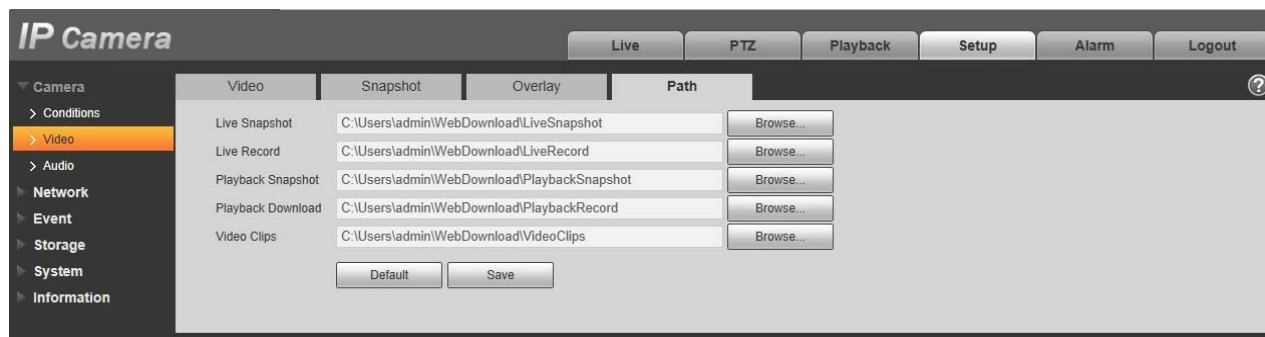 IP Camera
Live PTZ Playback Setup Alarm Logout
Camera
Conditions
Video
Audio
Network
Event
Storage
System
Information
Video Snapshot Overlay Path
?
Live Snapshot C:\Users\admin\WebDownload\LiveSnapshot Browse...
Live Record C:\Users\admin\WebDownload\LiveRecord Browse...
Playback Snapshot C:\Users\admin\WebDownload\PlaybackSnapshot Browse...
Playback Download C:\Users\admin\WebDownload\PlaybackRecord Browse...
Video Clips C:\Users\admin\WebDownload\VideoClips Browse...
Default Save